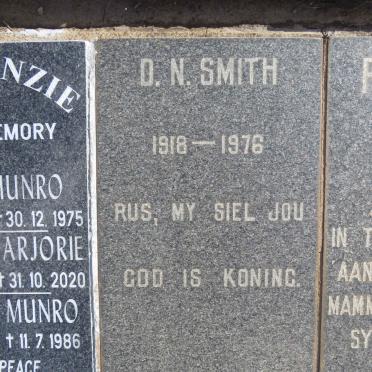 NZIE
EMORY
MUNRO
30.12.1975
ARJORIE
† 31.10.2020
MUNRO
† 11.7.1986
PEACE
D. N. SMITH
1918 — 1976
RUS, MY SIEL JOU
GOD IS KONING.
IN T
AAN
MAMM
SY